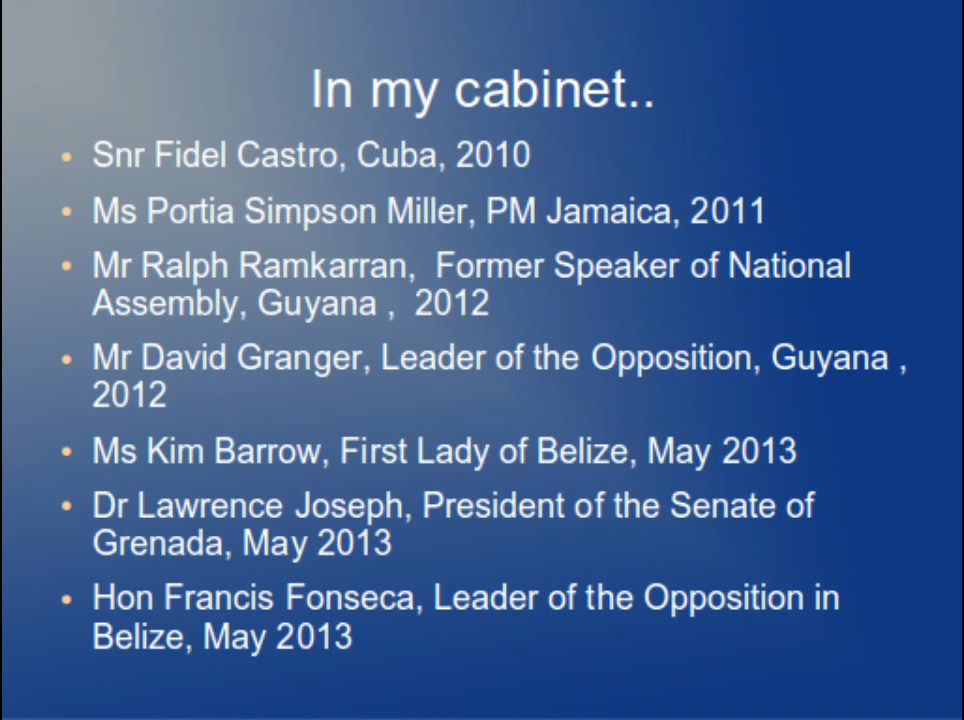 In my cabinet..
• Snr Fidel Castro, Cuba, 2010
• Ms Portia Simpson Miller, PM Jamaica, 2011
• Mr Ralph Ramkarran,  Former Speaker of National
Assembly, Guyana ,  2012
• Mr David Granger, Leader of the Opposition, Guyana ,
2012
• Ms Kim Barrow, First Lady of Belize, May 2013
• Dr Lawrence Joseph, President of the Senate of
Grenada, May 2013
• Hon Francis Fonseca, Leader of the Opposition in
Belize, May 2013